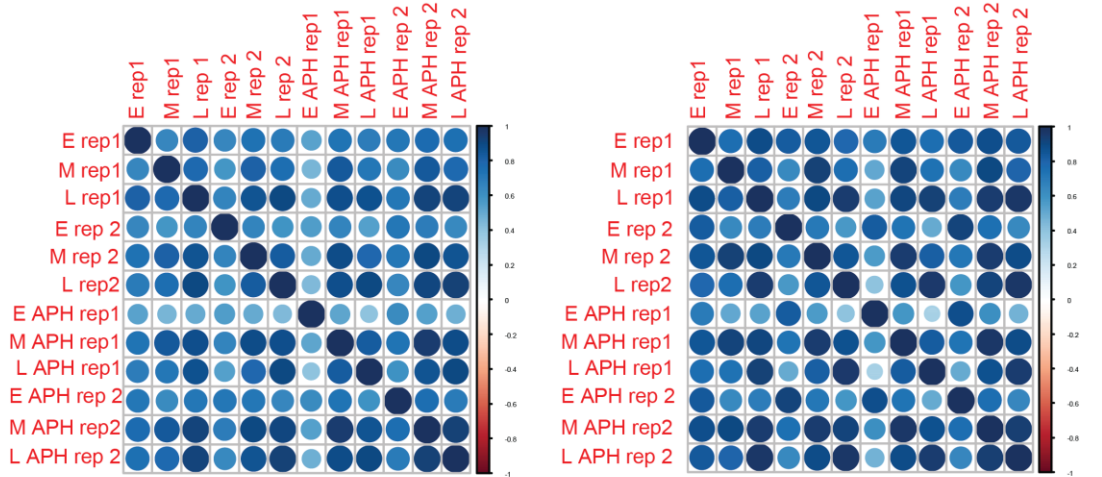 E rep1
M rep1
L rep 1
E rep 2
M rep 2
L rep 2
E APH rep1
M APH rep1
L APH rep1
E APH rep 2
M APH rep 2
L APH rep 2
E rep1
M rep1
L rep1
E rep 2
M rep 2
L rep2
E APH rep1
M APH rep1
L APH rep1
E APH rep 2
M APH rep2
L APH rep 2
1
0.8
0.6
0.4
0.2
0
-0.2
-0.4
-0.6
-0.8
-1
E rep1
M rep1
L rep 1
E rep 2
M rep 2
L rep 2
E APH rep1
M APH rep1
L APH rep1
E APH rep 2
M APH rep 2
L APH rep 2
E rep1
M rep1
L rep1
E rep 2
M rep 2
L rep2
E APH rep1
M APH rep1
L APH rep1
E APH rep 2
M APH rep2
L APH rep 2
1
0.8
0.6
0.4
0.2
0
-0.2
-0.4
-0.6
-0.8
-1